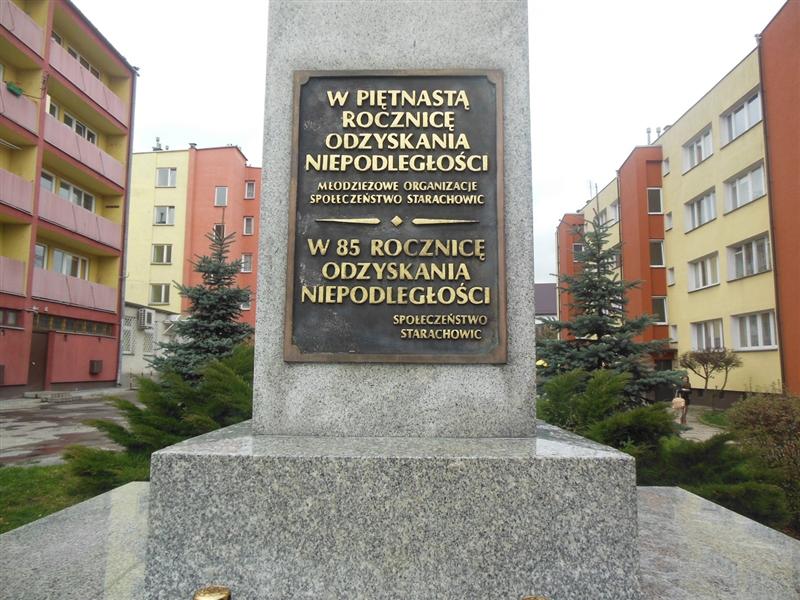 W PIĘTNASTĄ
ROCZNICĘ
ODZYSKANIA
NIEPODLEGŁOŚCI
MŁODZIEŻOWE ORGANIZACJE
SPOŁECZEŃSTWO STARACHOWIC
W 85 ROCZNICĘ
ODZYSKANIA
NIEPODLEGŁOŚCI
SPOŁECZEŃSTWO
STARACHOWIC